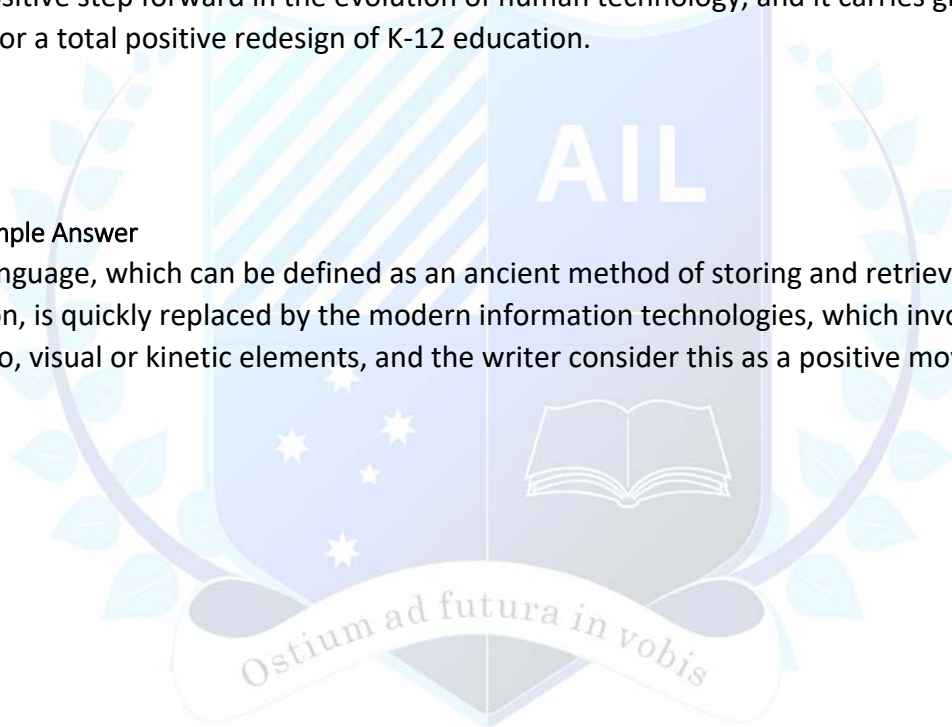 sitive step forward in the evolution of human technology, and it carries g
or a total positive redesign of K-12 education.
AIL
mple Answer
nguage, which can be defined as an ancient method of storing and retriev
on, is quickly replaced by the modern information technologies, which invo
o, visual or kinetic elements, and the writer consider this as a positive mo
Ostium ad futura in vobis